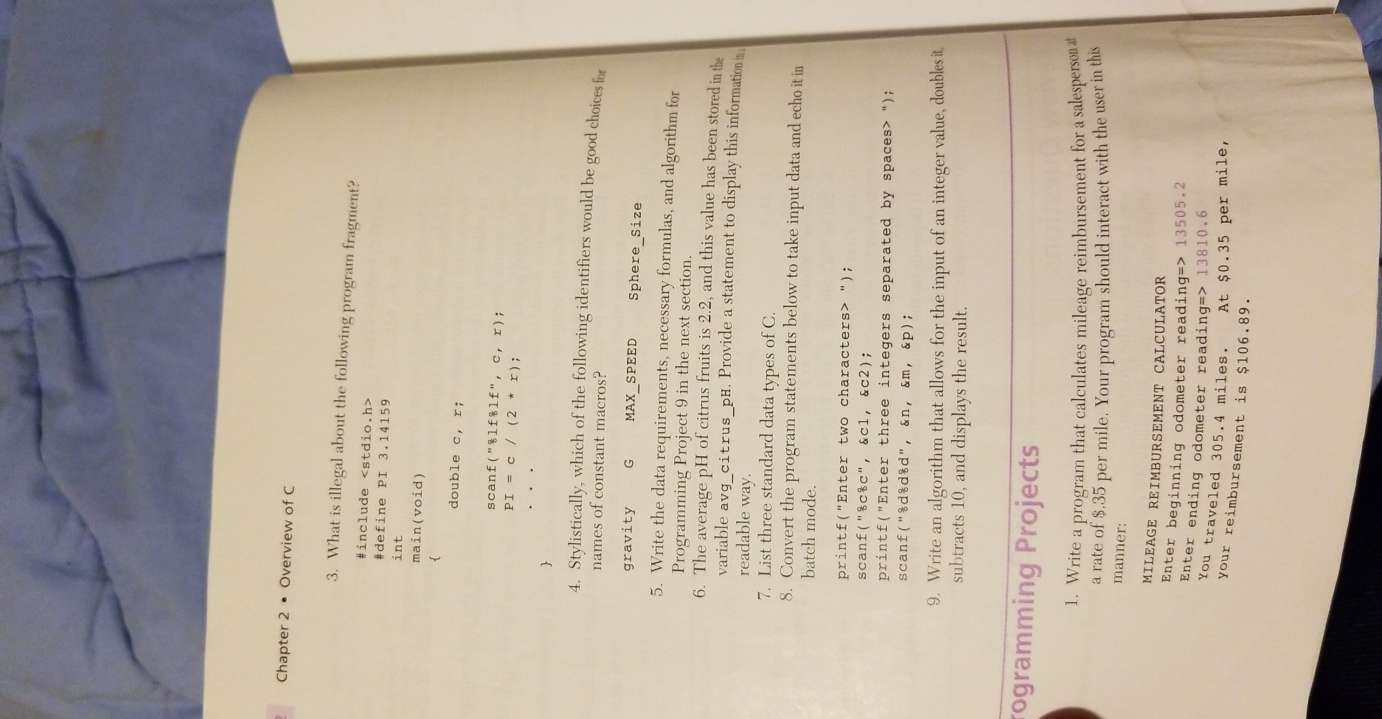 Chapter 2 • Overview of C
3. What is illegal about the following program fragment?
#include <stdio.h>
#define PI 3.14159
int
main(void)
{
double c, r;
scanf("%lf%lf", c, r);
PI = c / (2 * r);
. . .
}
4. Stylistically, which of the following identifiers would be good choices for
names of constant macros?
gravity G MAX_SPEED Sphere_Size
5. Write the data requirements, necessary formulas, and algorithm for
Programming Project 9 in the next section.
6. The average pH of citrus fruits is 2.2, and this value has been stored in the
variable avg_citrus_pH. Provide a statement to display this information in
readable way.
7. List three standard data types of C.
8. Convert the program statements below to take input data and echo it in
batch mode.
printf("Enter two characters> ");
scanf("%c%c", &c1, &c2);
printf("Enter three integers separated by spaces> ");
scanf("%d%d%d", &n, &m, &p);
9. Write an algorithm that allows for the input of an integer value, doubles it,
subtracts 10, and displays the result.
rogramming Projects
1. Write a program that calculates mileage reimbursement for a salesperson at
a rate of $.35 per mile. Your program should interact with the user in this
manner:
MILEAGE REIMBURSEMENT CALCULATOR
Enter beginning odometer reading=> 13505.2
Enter ending odometer reading=> 13810.6
You traveled 305.4 miles. At $0.35 per mile,
your reimbursement is $106.89.